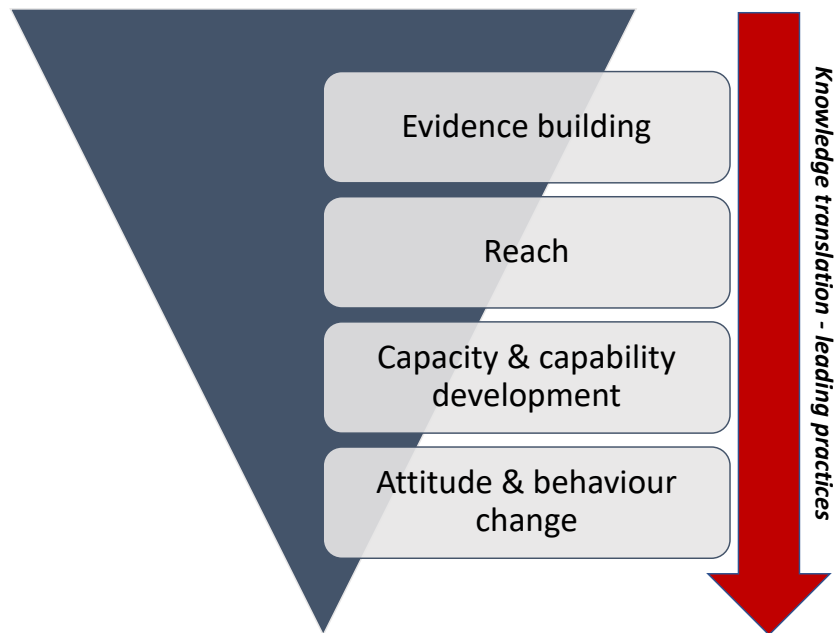 Evidence building
Reach
Capacity & capability
development
Attitude & behaviour
change
Knowledge translation - leading practices